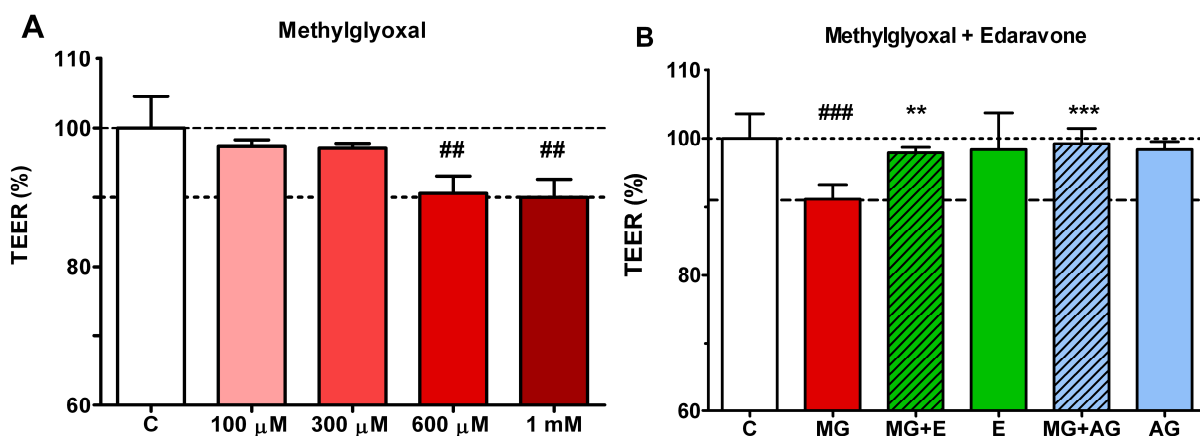 A
Methylglyoxal
TEER (%)
110
100
80
60
##
##
C
100 μM
300 μM
600 μM
1 mM
B
Methylglyoxal + Edaravone
TEER (%)
110
100
80
60
###
**
***
C
MG
MG+E
E
MG+AG
AG